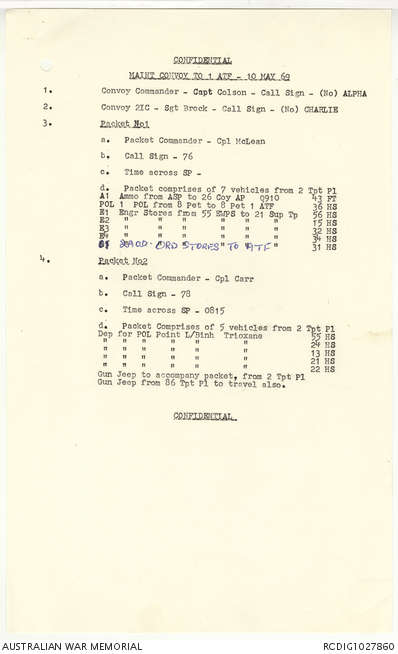 CONFIDENTIAL
MAINT CONVOY TO 1 ATF - 10 MAY 69
1. Convoy Commander - Capt Colson - Call Sign - (No) ALPHA
2. Convoy 2IC - Sgt Brock - Call Sign - (No) CHARLIE
3. Packet No1
a. Packet Commander - Cpl McLean
b. Call Sign - 76
c. Time across SP -
d. Packet comprises of 7 vehicles from 2 Tpt Pl
A1 Ammo from ASP to 26 Coy AP 0910 43 FT
POL 1 POL from 8 Pet to 8 Pet 1 ATF 36 HS
E1 Engr Stores from 55 EWPS to 21 Sup Tp 56 HS
E2 " " " " " " 15 HS
E3 " " " " " " 32 HS
E4 " " " " " " 34 HS
2AOD. ORD STORES TO ATF 31 HS
4. Packet No2
a. Packet Commander - Cpl Carr
b. Call Sign - 78
c. Time across SP - 0815
d. Packet Comprises of 5 vehicles from 2 Tpt Pl
Dep for POL Point L/Binh Trioxane 55 HS
" " " " " " 24 HS
" " " " " " 13 HS
" " " " " " 21 HS
" " " " " " 22 HS
Gun Jeep to accompany packet, from 2 Tpt Pl
Gun Jeep from 86 Tpt Pl to travel also.
CONFIDENTIAL
AUSTRALIAN WAR MEMORIAL RCDIG1027860